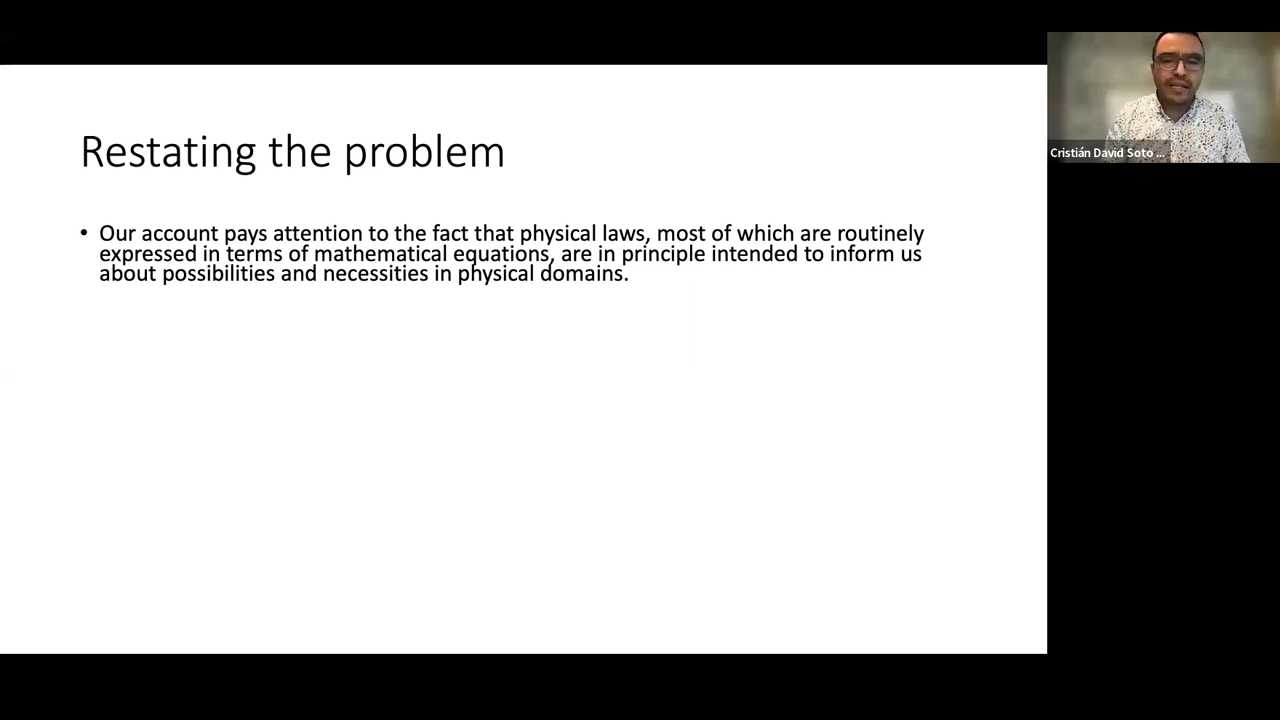 Restating the problem
• Our account pays attention to the fact that physical laws, most of which are routinely
expressed in terms of mathematical equations, are in principle intended to inform us
about possibilities and necessities in physical domains.
Cristián David Soto ...